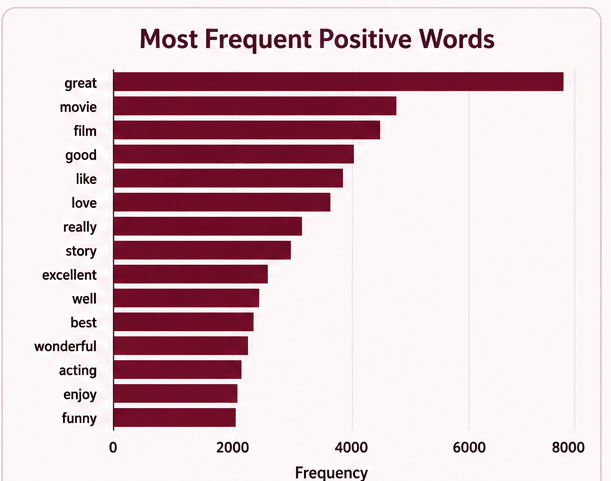 Most Frequent Positive Words
great
movie
film
good
like
love
really
story
excellent
well
best
wonderful
acting
enjoy
funny
0 2000 4000 6000 8000
Frequency